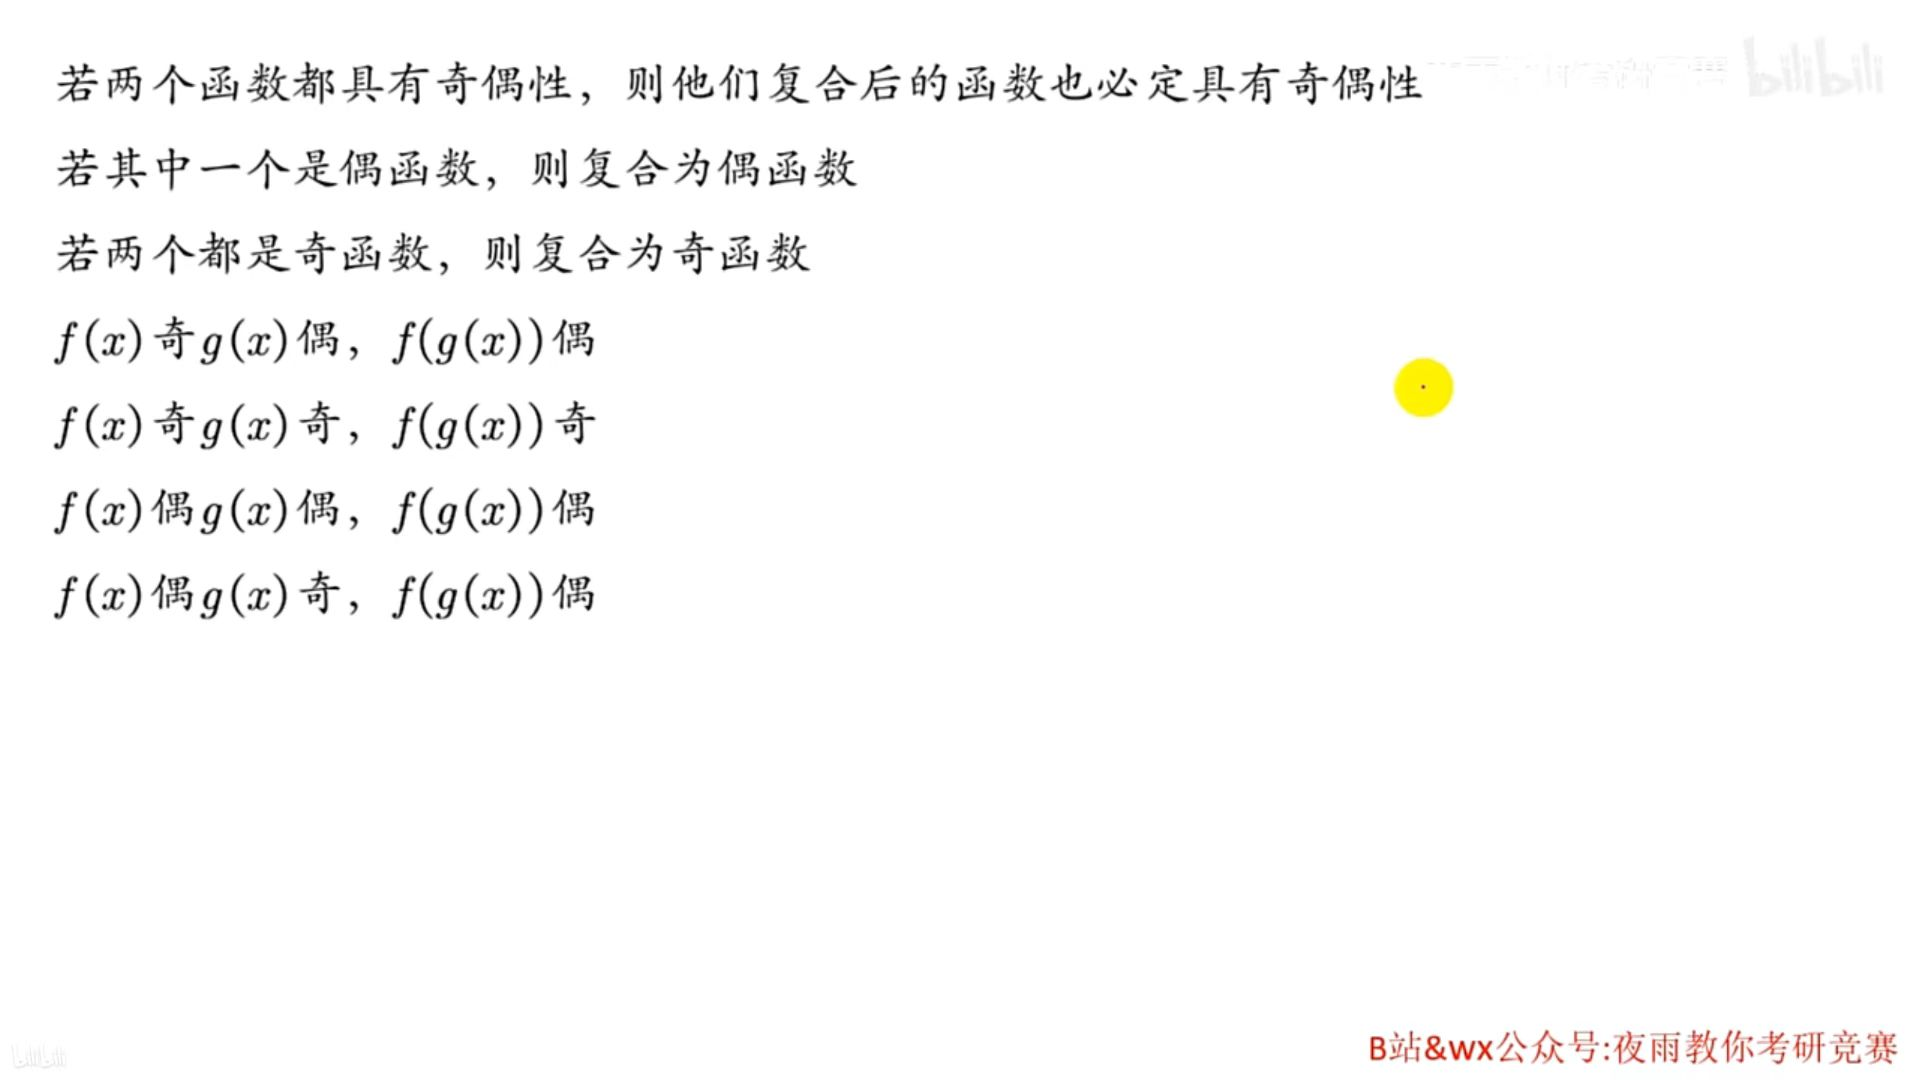 若两个函数都具有奇偶性，则他们复合后的函数也必定具有奇偶性
bilibili
若其中一个是偶函数，则复合为偶函数
若两个都是奇函数，则复合为奇函数
f(x)奇g(x)偶，f(g(x))偶
f(x)奇g(x)奇，f(g(x))奇
f(x)偶g(x)偶，f(g(x))偶
f(x)偶g(x)奇，f(g(x))偶
bilibili
B站&wx公众号:夜雨教你考研竞赛